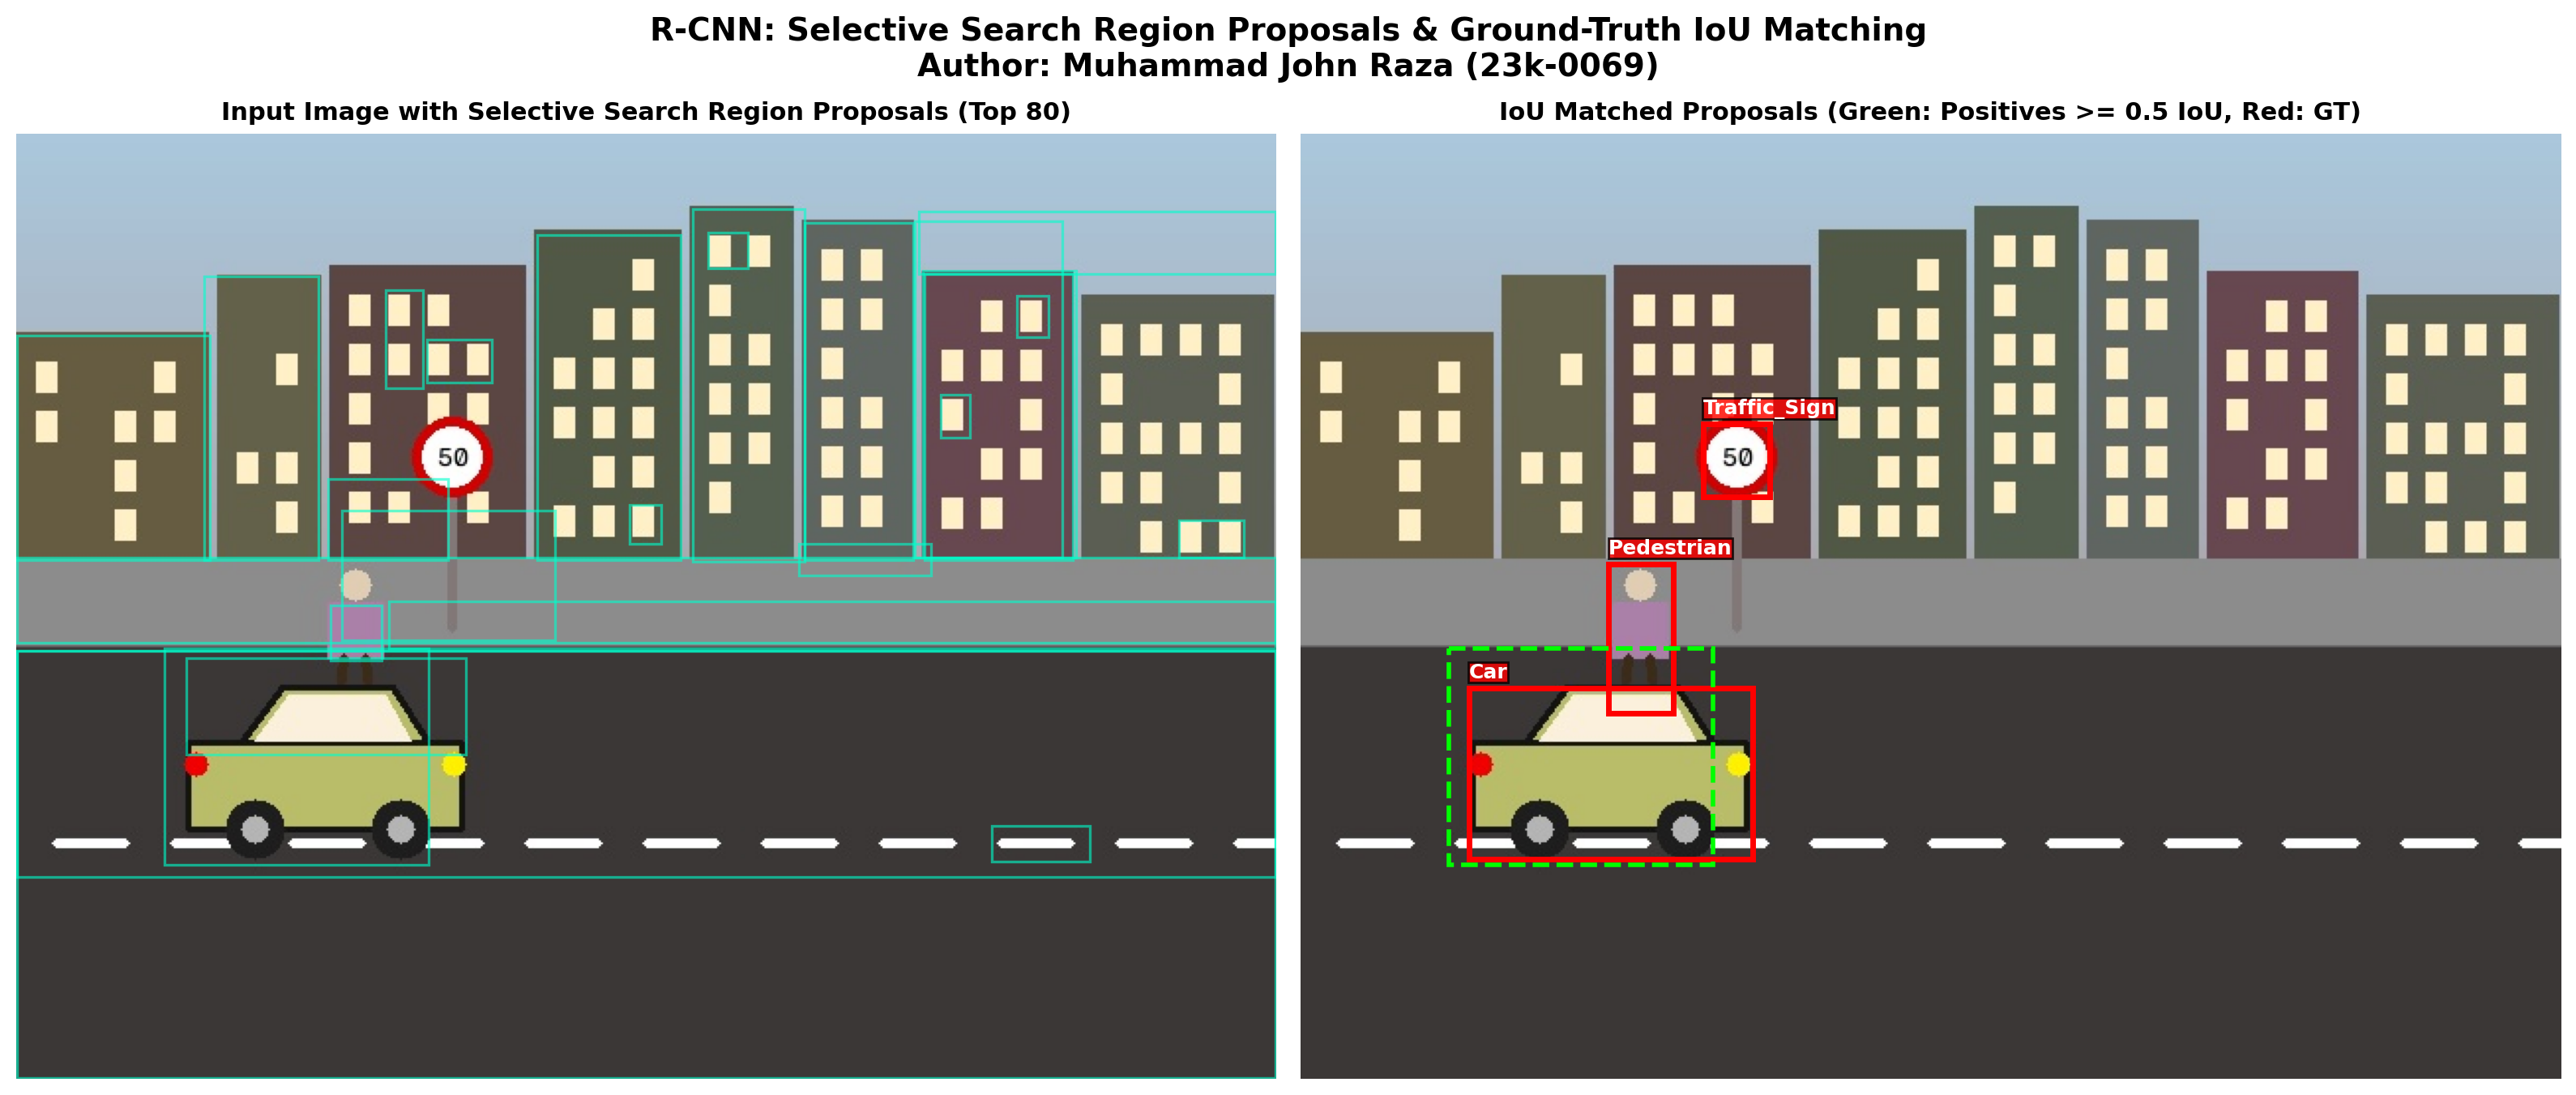 R-CNN: Selective Search Region Proposals & Ground-Truth IoU Matching
Author: Muhammad John Raza (23k-0069)
Input Image with Selective Search Region Proposals (Top 80)
IoU Matched Proposals (Green: Positives >= 0.5 IoU, Red: GT)
50
Traffic_Sign
50
Pedestrian
Car